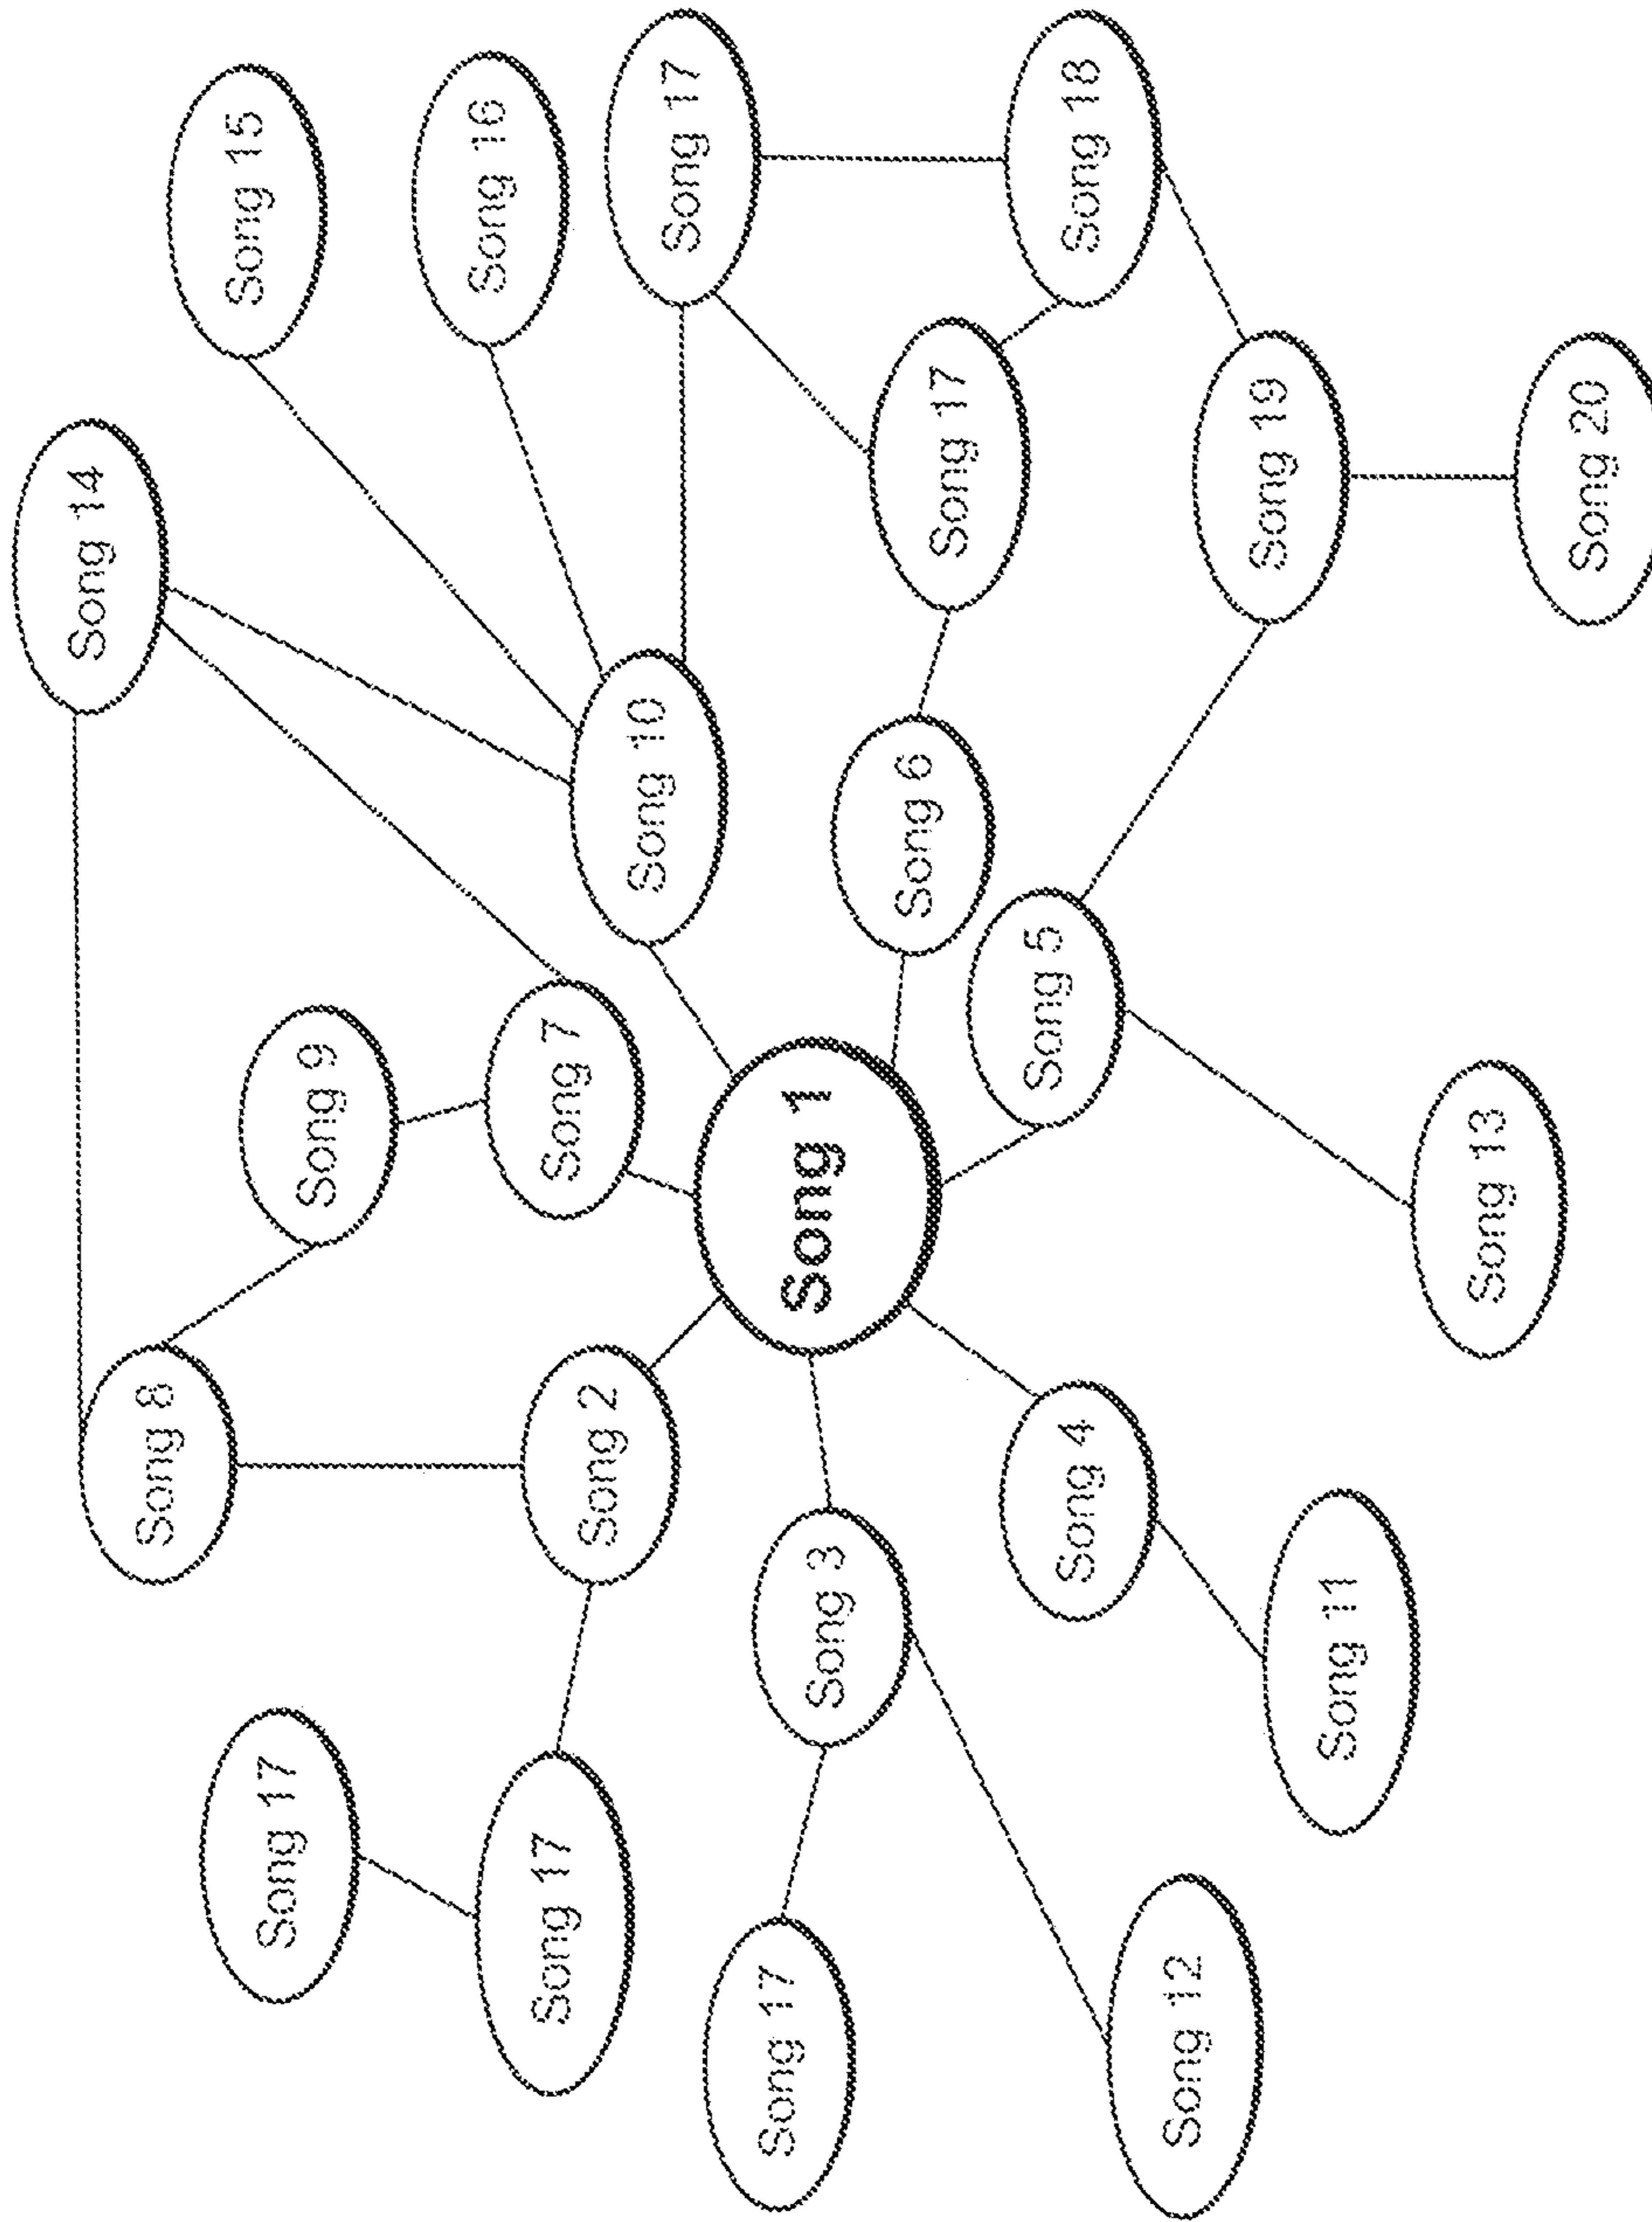 Song 14
Song 8
Song 15
Song 17
Song 9
Song 16
Song 17
Song 7
Song 2
Song 10
Song 17
Song 17
Song 1
Song 3
Song 6
Song 17
Song 5
Song 4
Song 18
Song 12
Song 19
Song 11
Song 13
Song 20